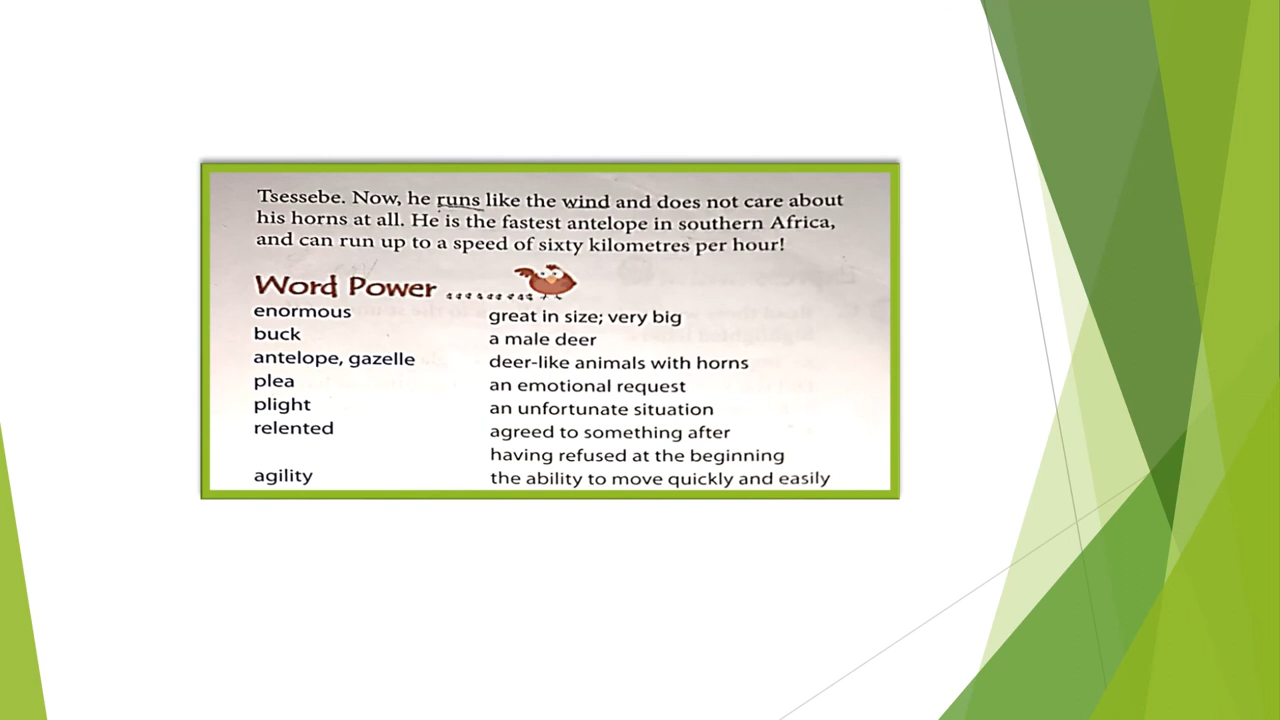 Tsessebe. Now, he runs like the wind and does not care about
his horns at all. He is the fastest antelope in southern Africa,
and can run up to a speed of sixty kilometres per hour!
Word Power
enormous great in size; very big
buck a male deer
antelope, gazelle deer-like animals with horns
plea an emotional request
plight an unfortunate situation
relented agreed to something after
having refused at the beginning
agility the ability to move quickly and easily